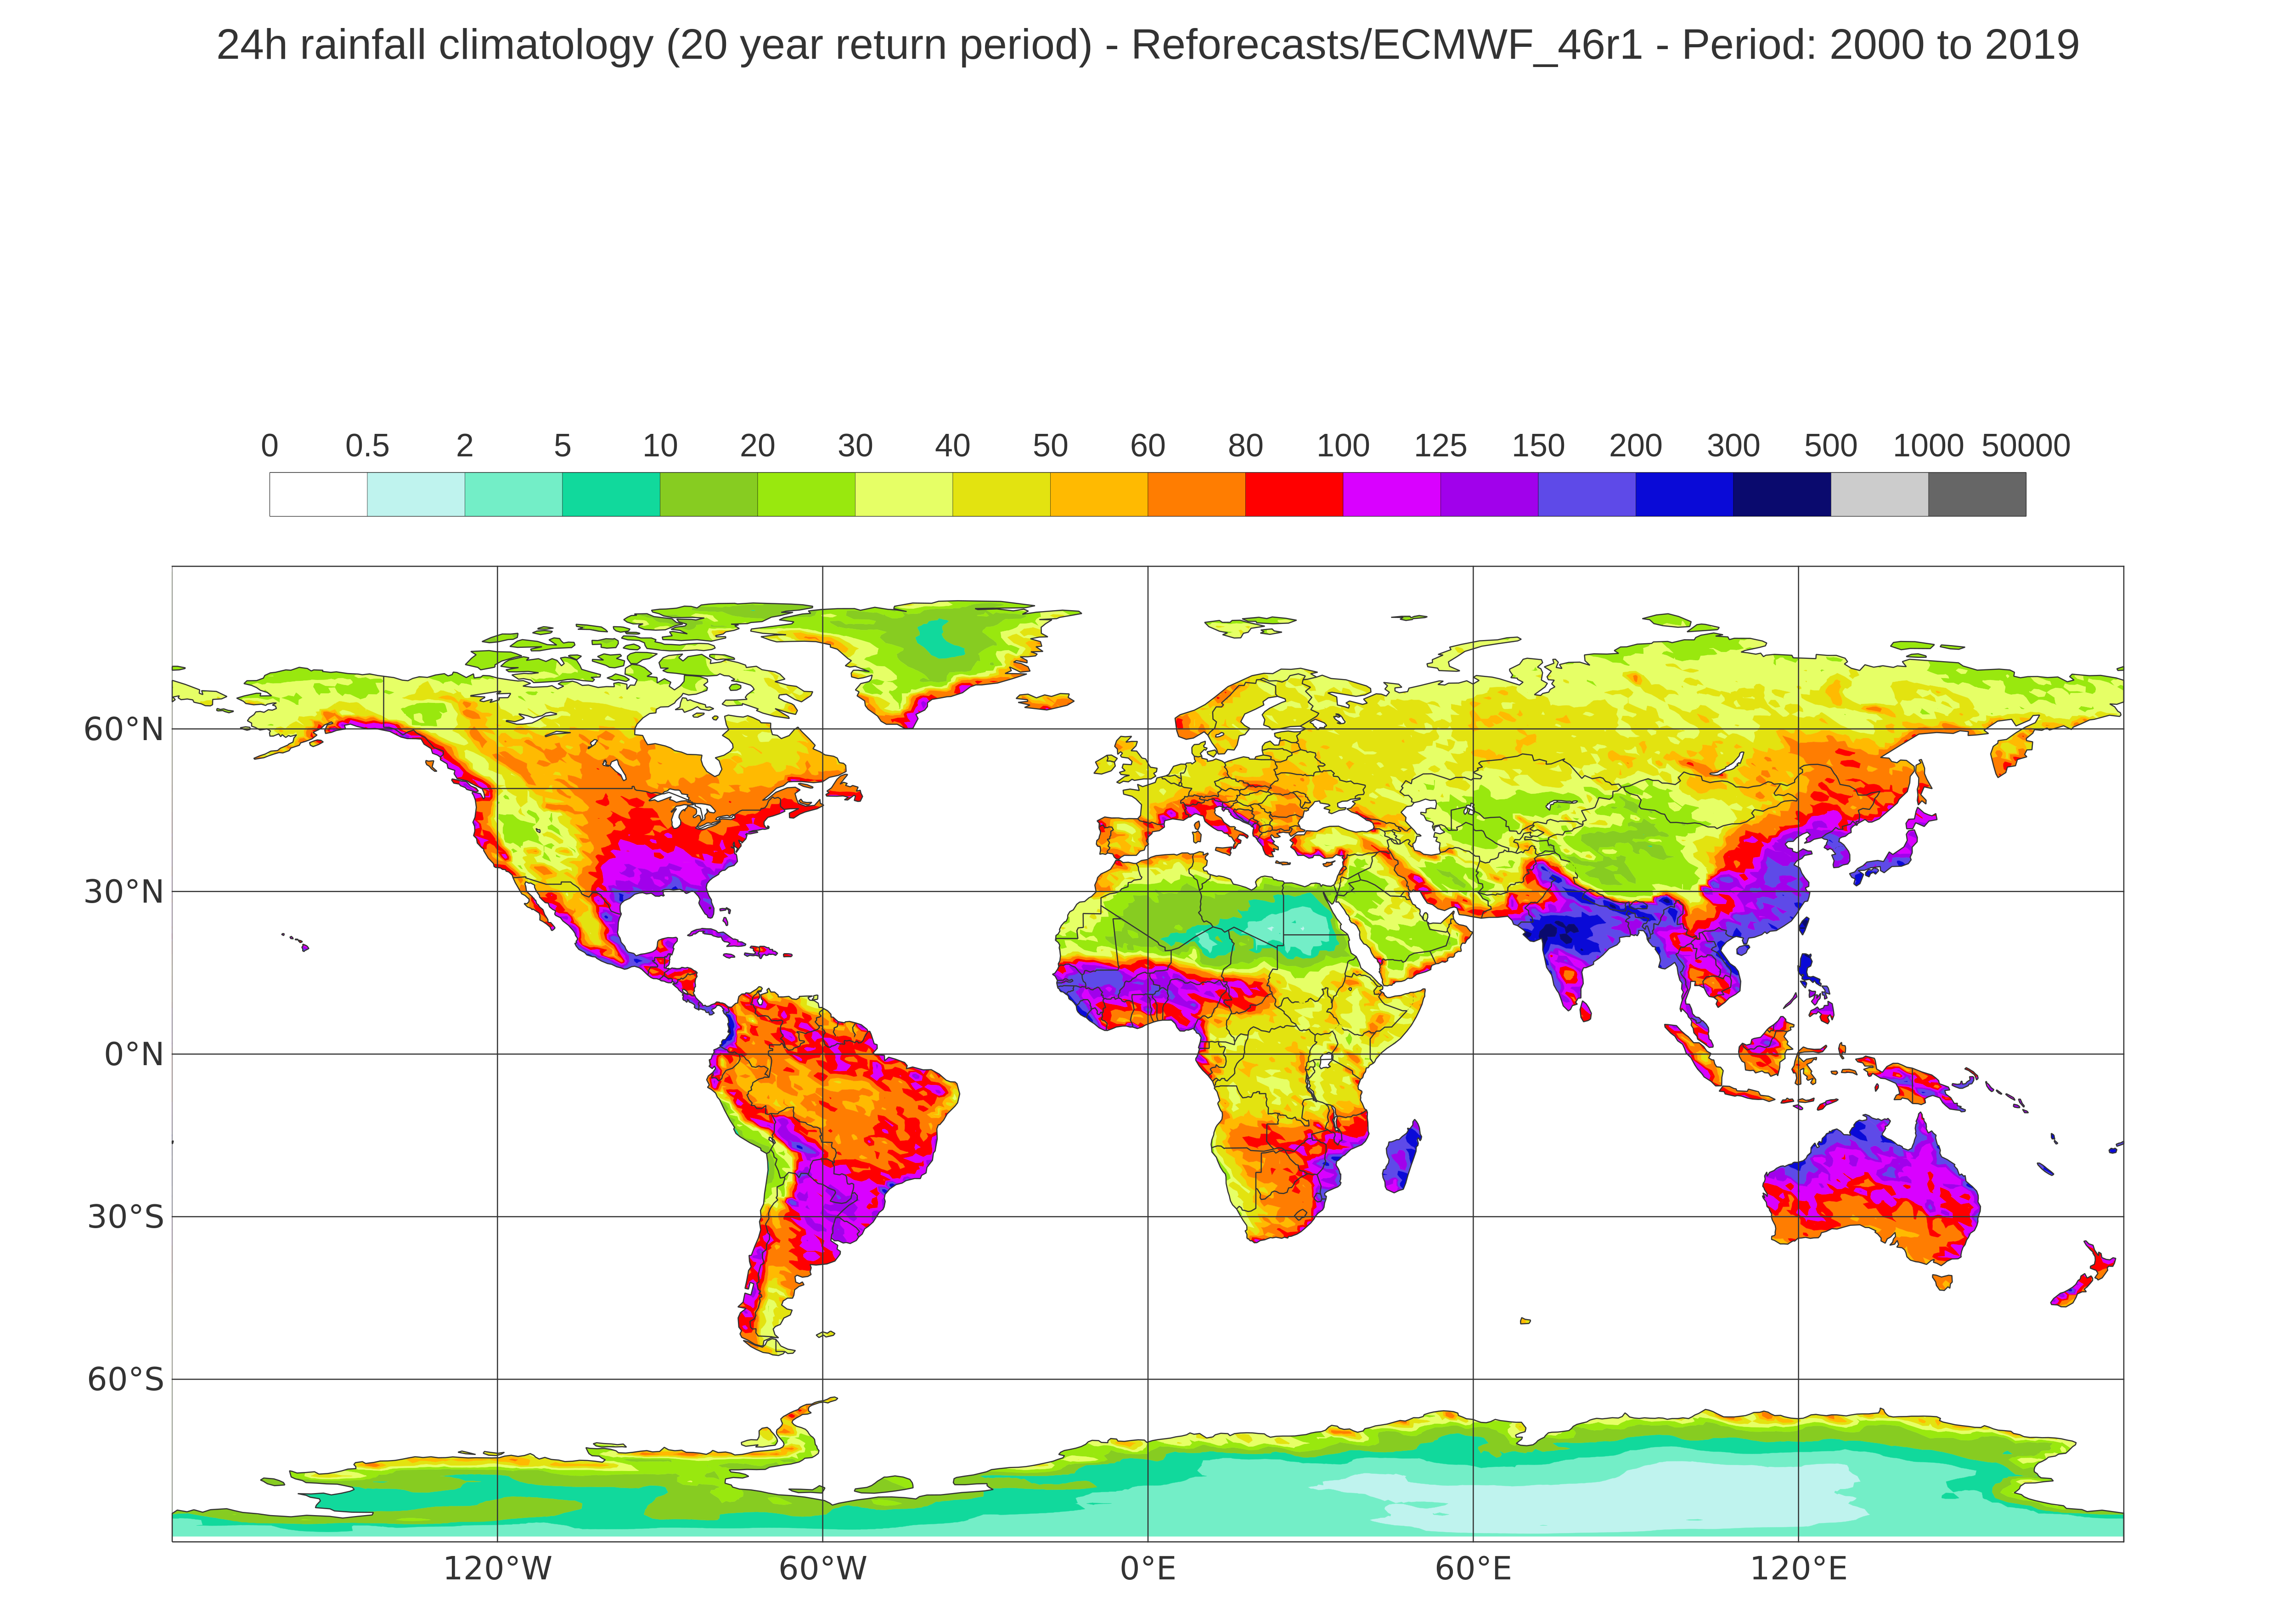 24h rainfall climatology (20 year return period) - Reforecasts/ECMWF_46r1 - Period: 2000 to 2019
0 0.5 2 5 10 20 30 40 50 60 80 100 125 150 200 300 500 1000 50000
60°N
30°N
0°N
30°S
60°S
120°W 60°W 0°E 60°E 120°E